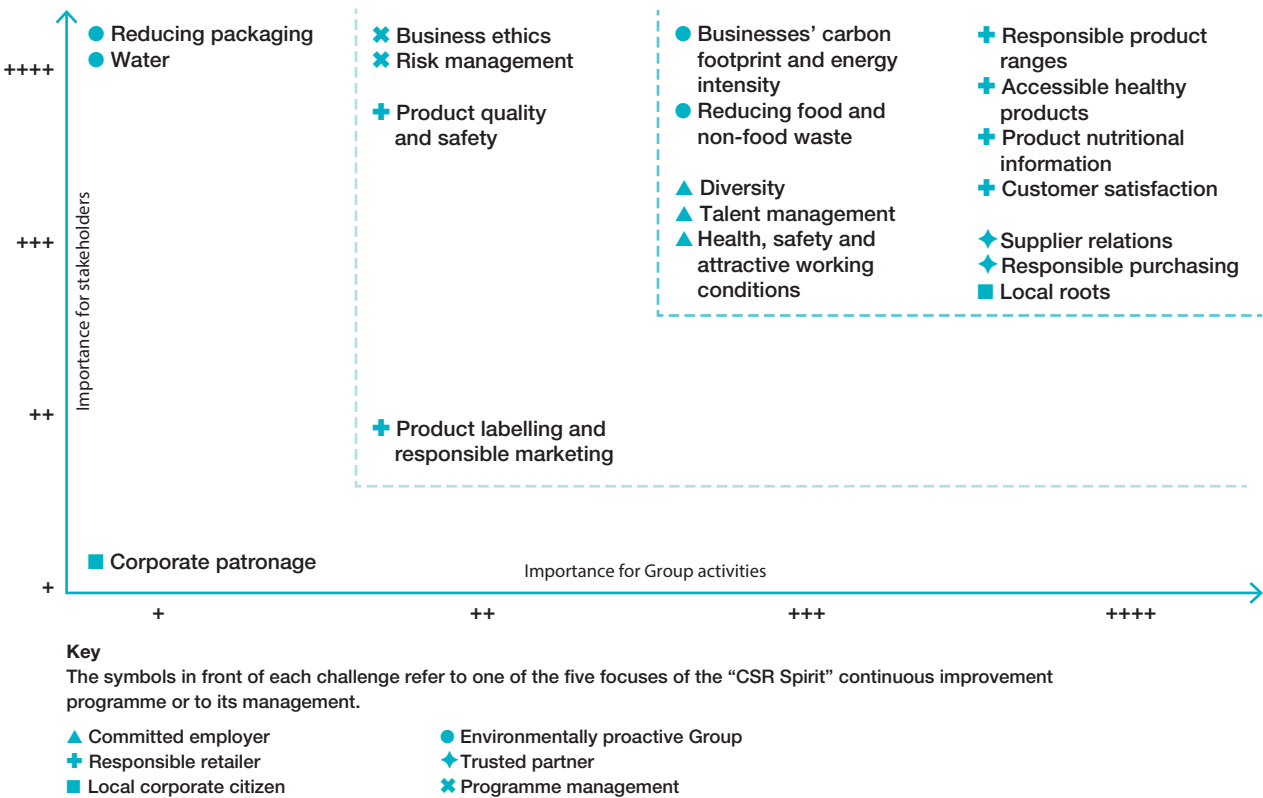 Reducing packaging
Water
Business ethics
Risk management
Product quality
and safety
Businesses’ carbon
footprint and energy
intensity
Reducing food and
non-food waste
Diversity
Talent management
Health, safety and
attractive working
conditions
Responsible product
ranges
Accessible healthy
products
Product nutritional
information
Customer satisfaction
Supplier relations
Responsible purchasing
Local roots
++++
+++
++
+
Importance for stakeholders
Product labelling and
responsible marketing
Corporate patronage
Importance for Group activities
+
++
+++
++++
Key
The symbols in front of each challenge refer to one of the five focuses of the “CSR Spirit” continuous improvement
programme or to its management.
Committed employer
Responsible retailer
Local corporate citizen
Environmentally proactive Group
Trusted partner
Programme management